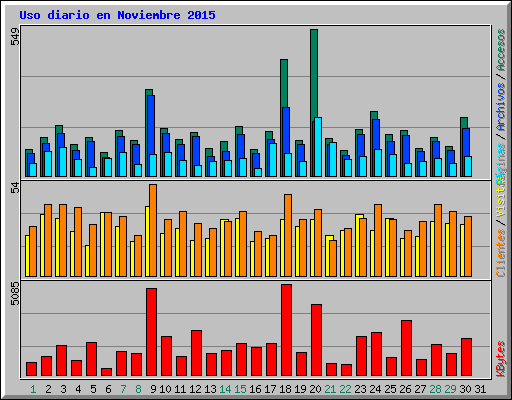 Uso diario en Noviembre 2015
549
54
5085
Clientes / Visitas
Páginas / Archivos / Accesos
KBytes
1 2 3 4 5 6 7 8 9 10 11 12 13 14 15 16 17 18 19 20 21 22 23 24 25 26 27 28 29 30 31